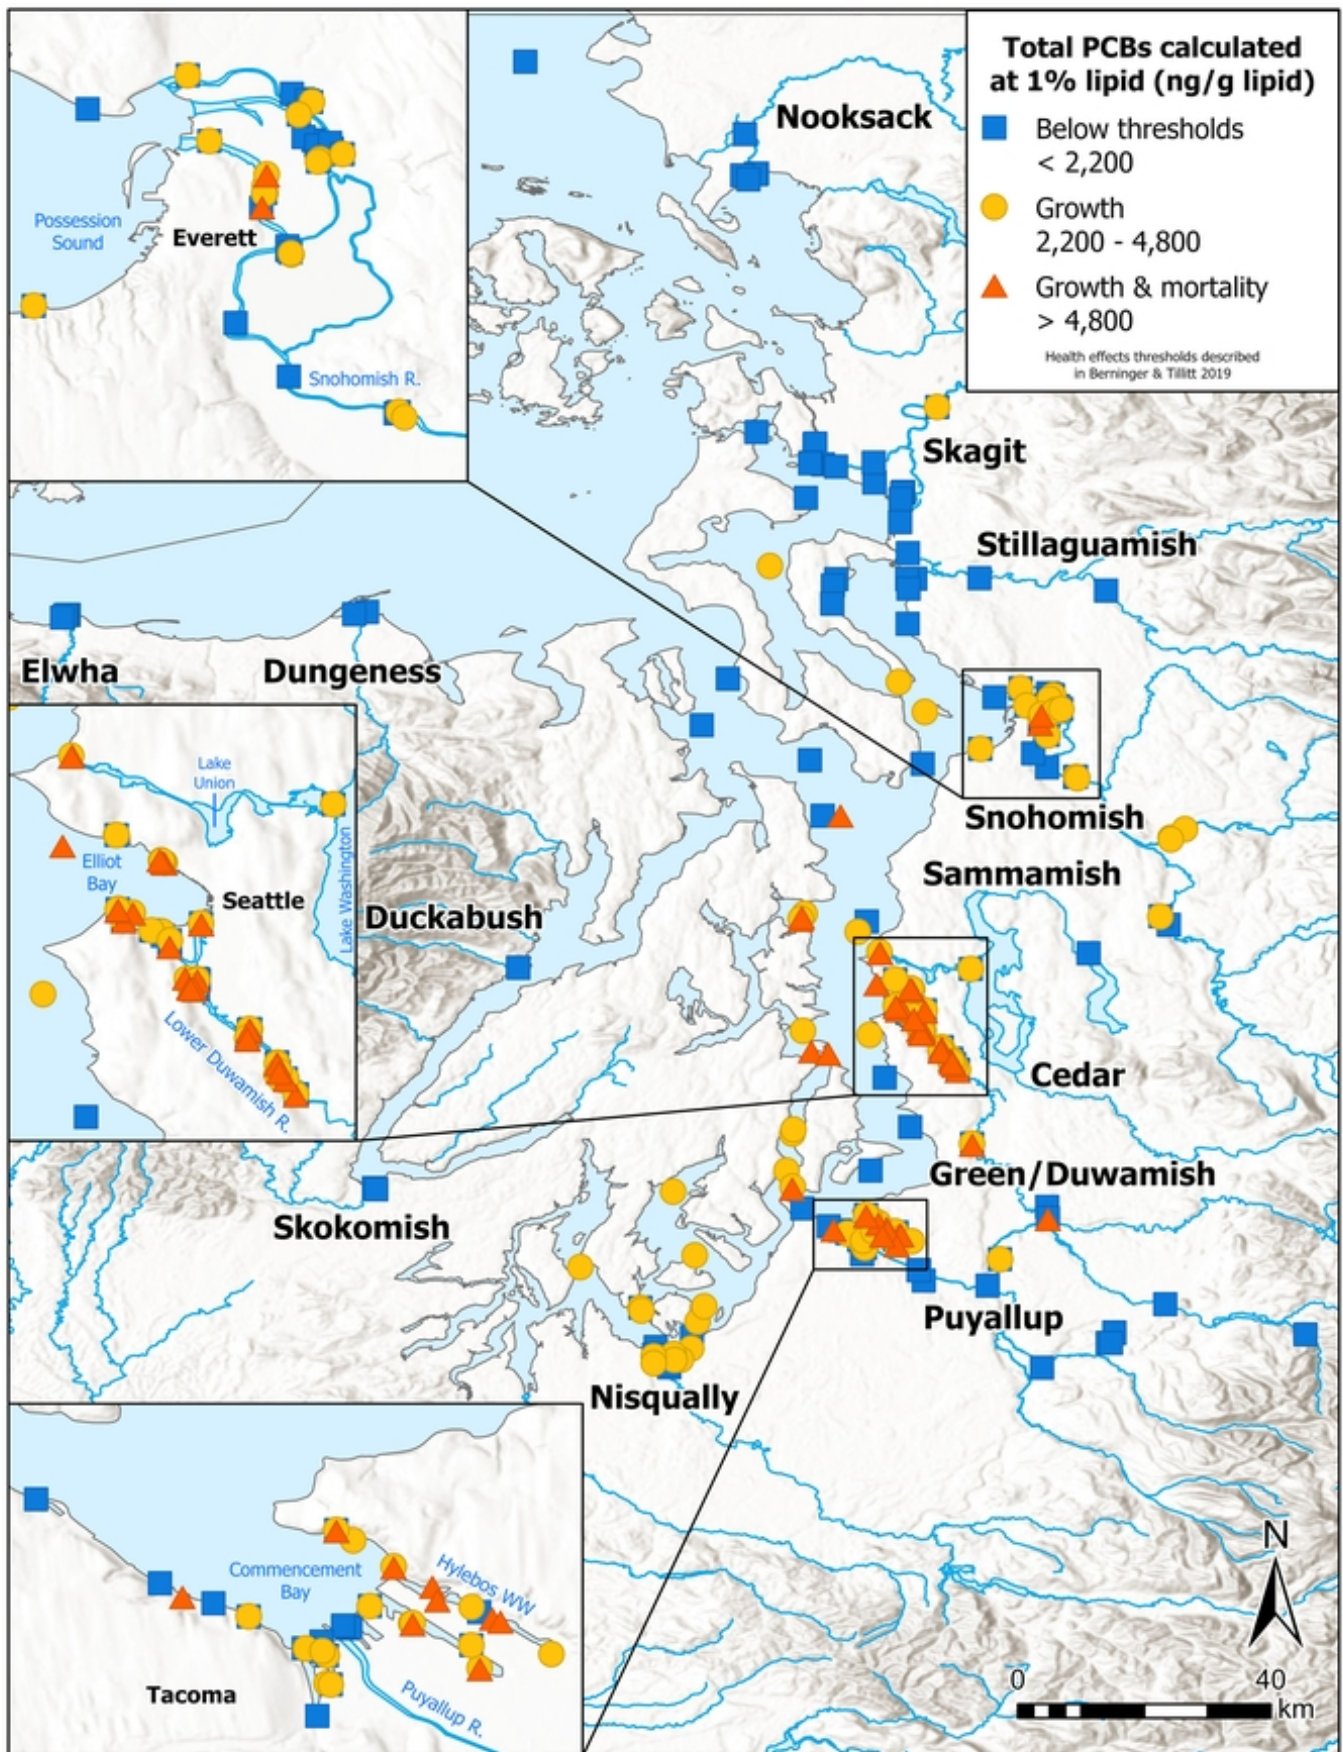 Total PCBs calculated
at 1% lipid (ng/g lipid)
Below thresholds
< 2,200
Growth
2,200 - 4,800
Growth & mortality
> 4,800
Health effects thresholds described
in Berninger & Tillitt 2019
Nooksack
Possession
Sound
Everett
Snohomish R.
Skagit
Stillaguamish
Elwha
Dungeness
Snohomish
Lake
Union
Elliot
Bay
Seattle
Lake Washington
Lower Duwamish R.
Duckabush
Sammamish
Cedar
Green/Duwamish
Skokomish
Puyallup
Nisqually
Commencement
Bay
Hylebos WW
Tacoma
Puyallup R.
N
0
40
km